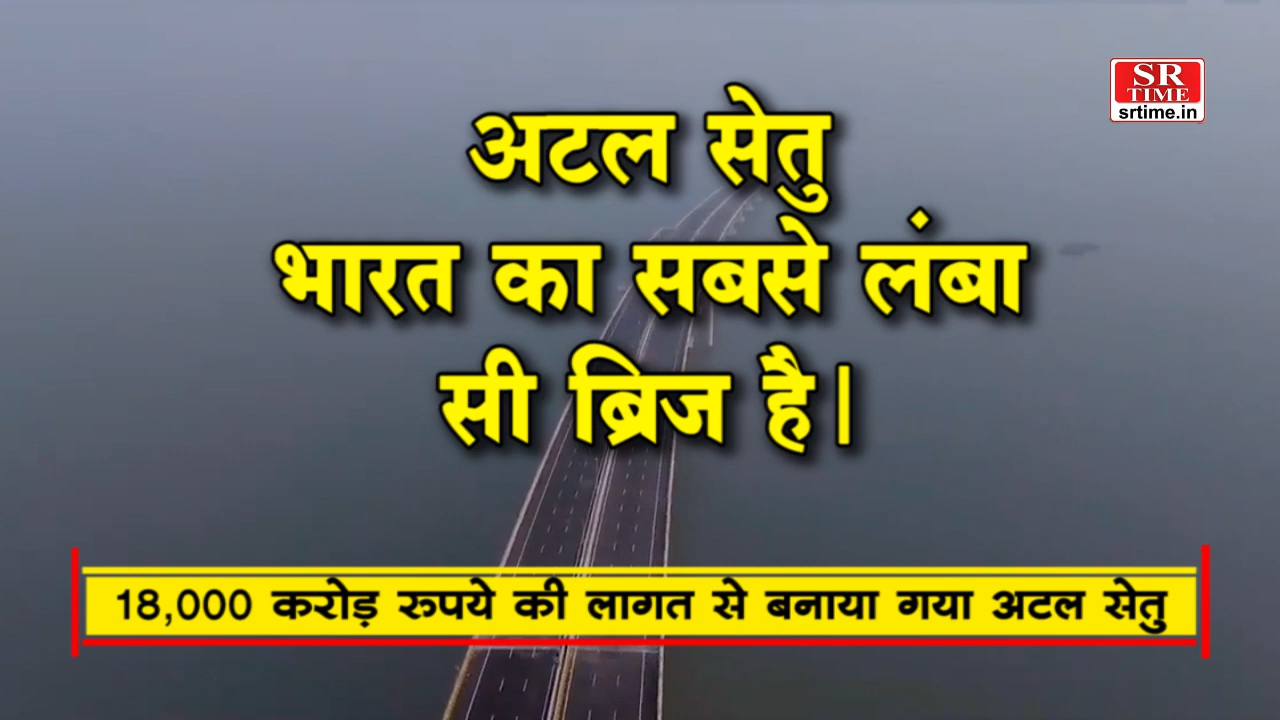 SR
TIME
srtime.in
अटल सेतु
भारत का सबसे लंबा
सी ब्रिज है।
18,000 करोड़ रुपये की लागत से बनाया गया अटल सेतु